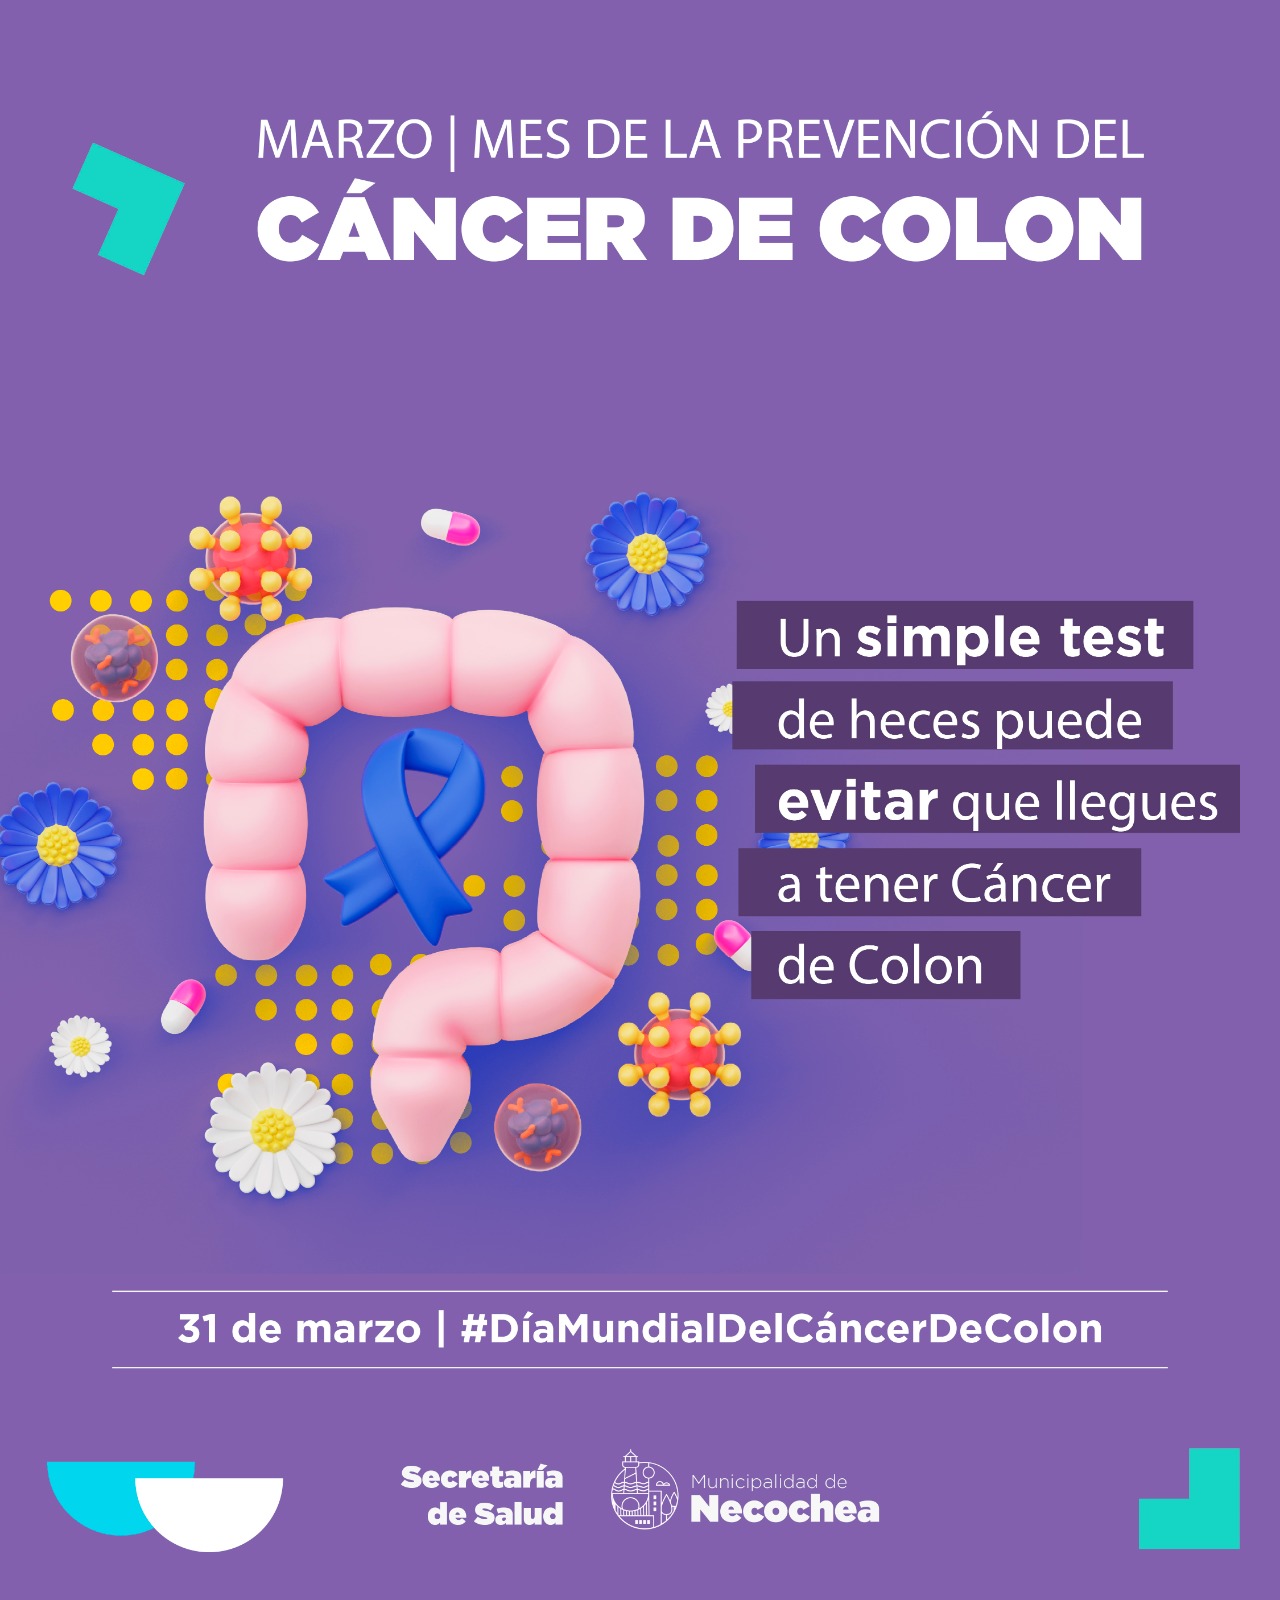 MARZO | MES DE LA PREVENCIÓN DEL
CÁNCER DE COLON
Un simple test
de heces puede
evitar que llegues
a tener Cáncer
de Colon
31 de marzo | #DíaMundialDelCáncerDeColon
Secretaría
de Salud
Municipalidad de
Necochea